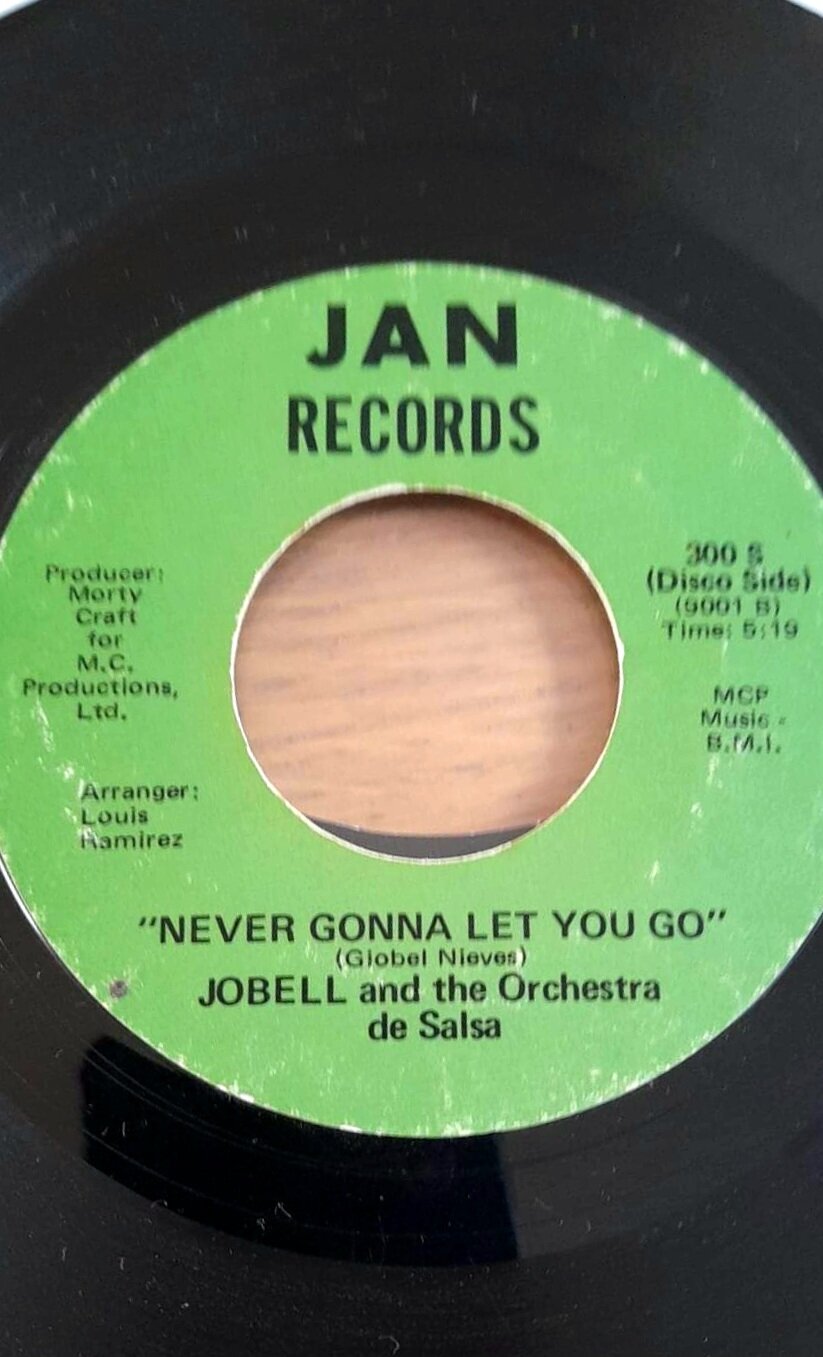 JAN
RECORDS
Producer:
Morty
Craft
for
M.C.
Productions,
Ltd.
Arranger:
Louis
Ramirez
300 S
(Disco Side)
(9001 B)
Time: 5:19
MCP
Music -
B.M.I.
"NEVER GONNA LET YOU GO"
(Globel Nieves)
JOBELL and the Orchestra
de Salsa